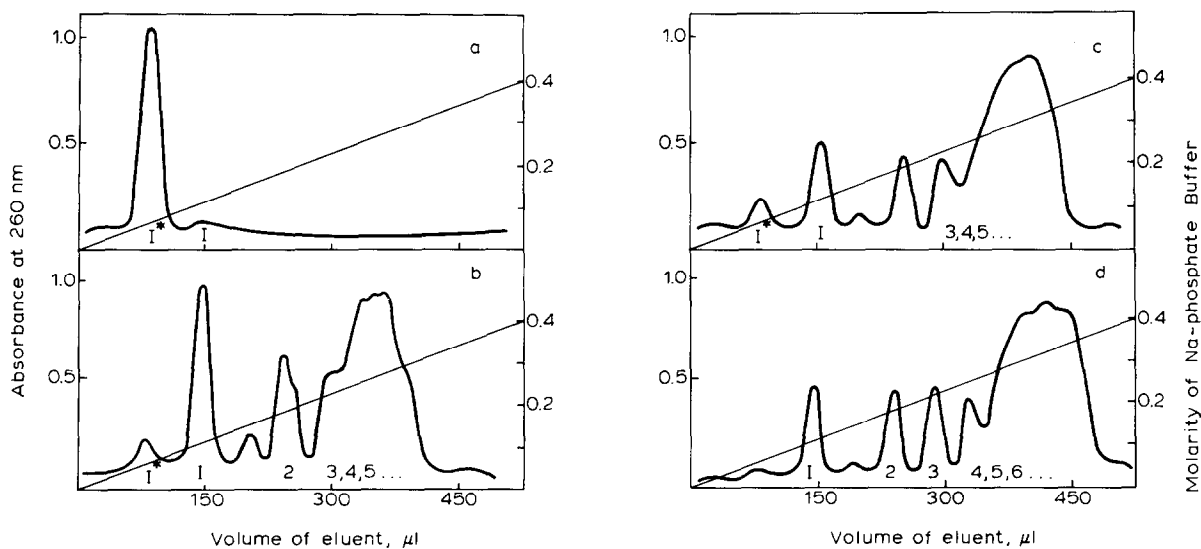 a
1.0
0.5
0.4
0.2
I* I
b
1.0
0.5
0.4
0.2
I* I 2 3,4,5...
150 300 450
Volume of eluent, μl
Absorbance at 260 nm
c
1.0
0.5
0.4
0.2
I* I 3,4,5...
d
1.0
0.5
0.4
0.2
I 2 3 4,5,6...
150 300 450
Volume of eluent, μl
Molarity of Na-phosphate Buffer